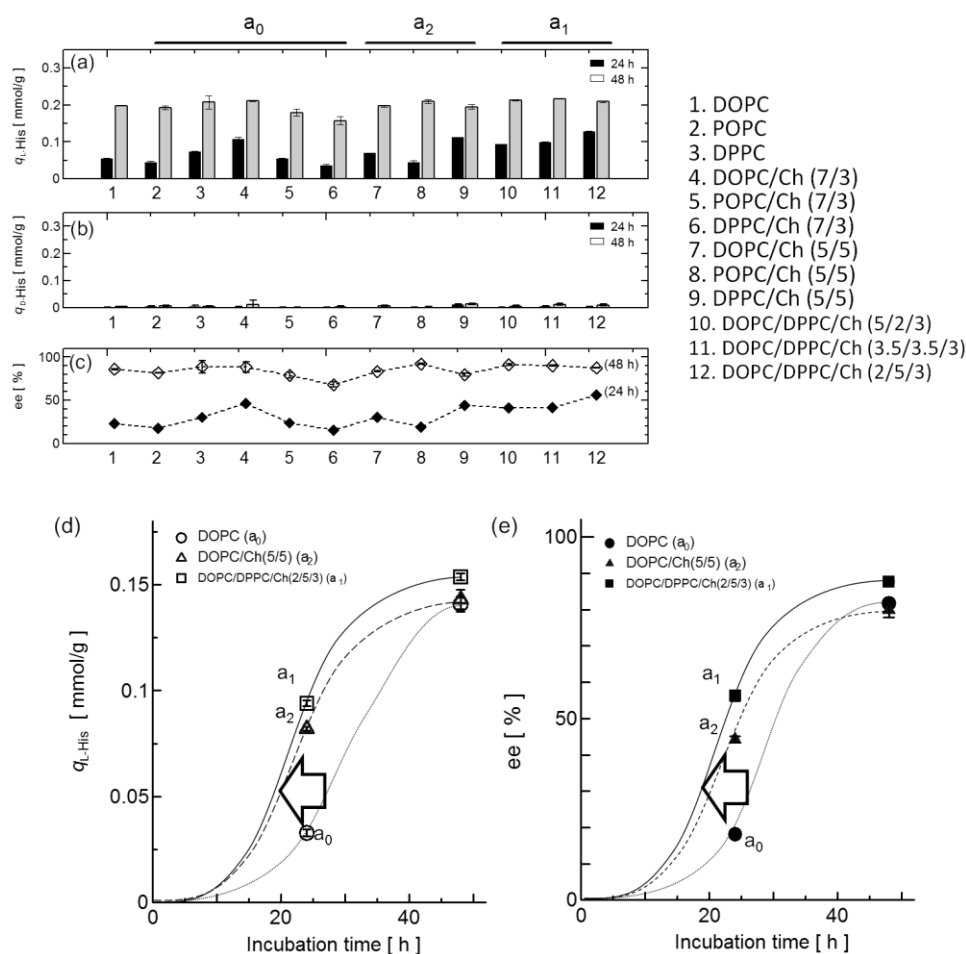 a₀ a₂ a₁
(a)
24 h
48 h
q_L-His [ mmol/g ]
0.3
0.2
0.1
0
1 2 3 4 5 6 7 8 9 10 11 12
(b)
24 h
48 h
q_D-His [ mmol/g ]
0.3
0.2
0.1
0
1 2 3 4 5 6 7 8 9 10 11 12
(c)
ee [ % ]
100
50
0
(48 h)
(24 h)
1 2 3 4 5 6 7 8 9 10 11 12
1. DOPC
2. POPC
3. DPPC
4. DOPC/Ch (7/3)
5. POPC/Ch (7/3)
6. DPPC/Ch (7/3)
7. DOPC/Ch (5/5)
8. POPC/Ch (5/5)
9. DPPC/Ch (5/5)
10. DOPC/DPPC/Ch (5/2/3)
11. DOPC/DPPC/Ch (3.5/3.5/3)
12. DOPC/DPPC/Ch (2/5/3)
(d)
DOPC (a₀)
DOPC/Ch(5/5) (a₂)
DOPC/DPPC/Ch(2/5/3) (a₁)
q_L-His [ mmol/g ]
0.15
0.1
0.05
0
a₁
a₂
a₀
0 20 40
Incubation time [ h ]
(e)
DOPC (a₀)
DOPC/Ch(5/5) (a₂)
DOPC/DPPC/Ch(2/5/3) (a₁)
ee [ % ]
100
50
0
a₁
a₂
a₀
0 20 40
Incubation time [ h ]